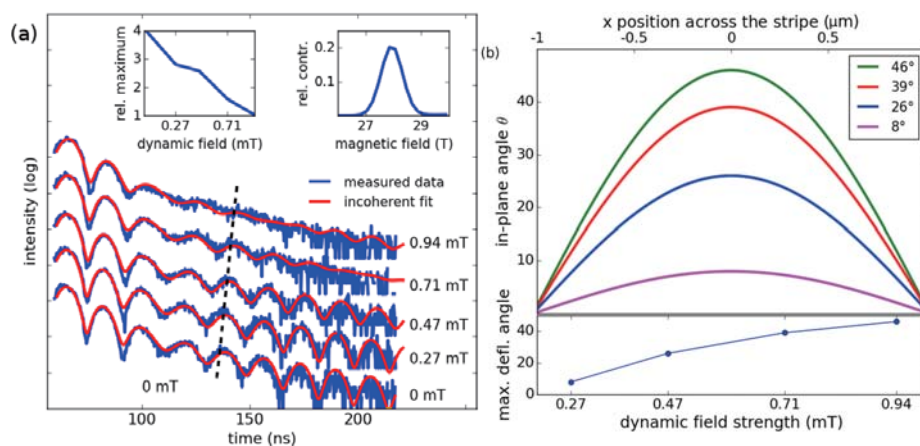 (a)
rel. maximum
4
3
2
1
0.27 0.71
dynamic field (mT)
rel. contr.
0.2
0.1
27 29
magnetic field (T)
intensity (log)
measured data
incoherent fit
0.94 mT
0.71 mT
0.47 mT
0.27 mT
0 mT
0 mT
100 150 200
time (ns)
x position across the stripe (μm)
-1 -0.5 0 0.5
(b)
46°
39°
26°
8°
in-plane angle θ
40
30
20
10
max. defl. angle
40
20
0
0.27 0.47 0.71 0.94
dynamic field strength (mT)